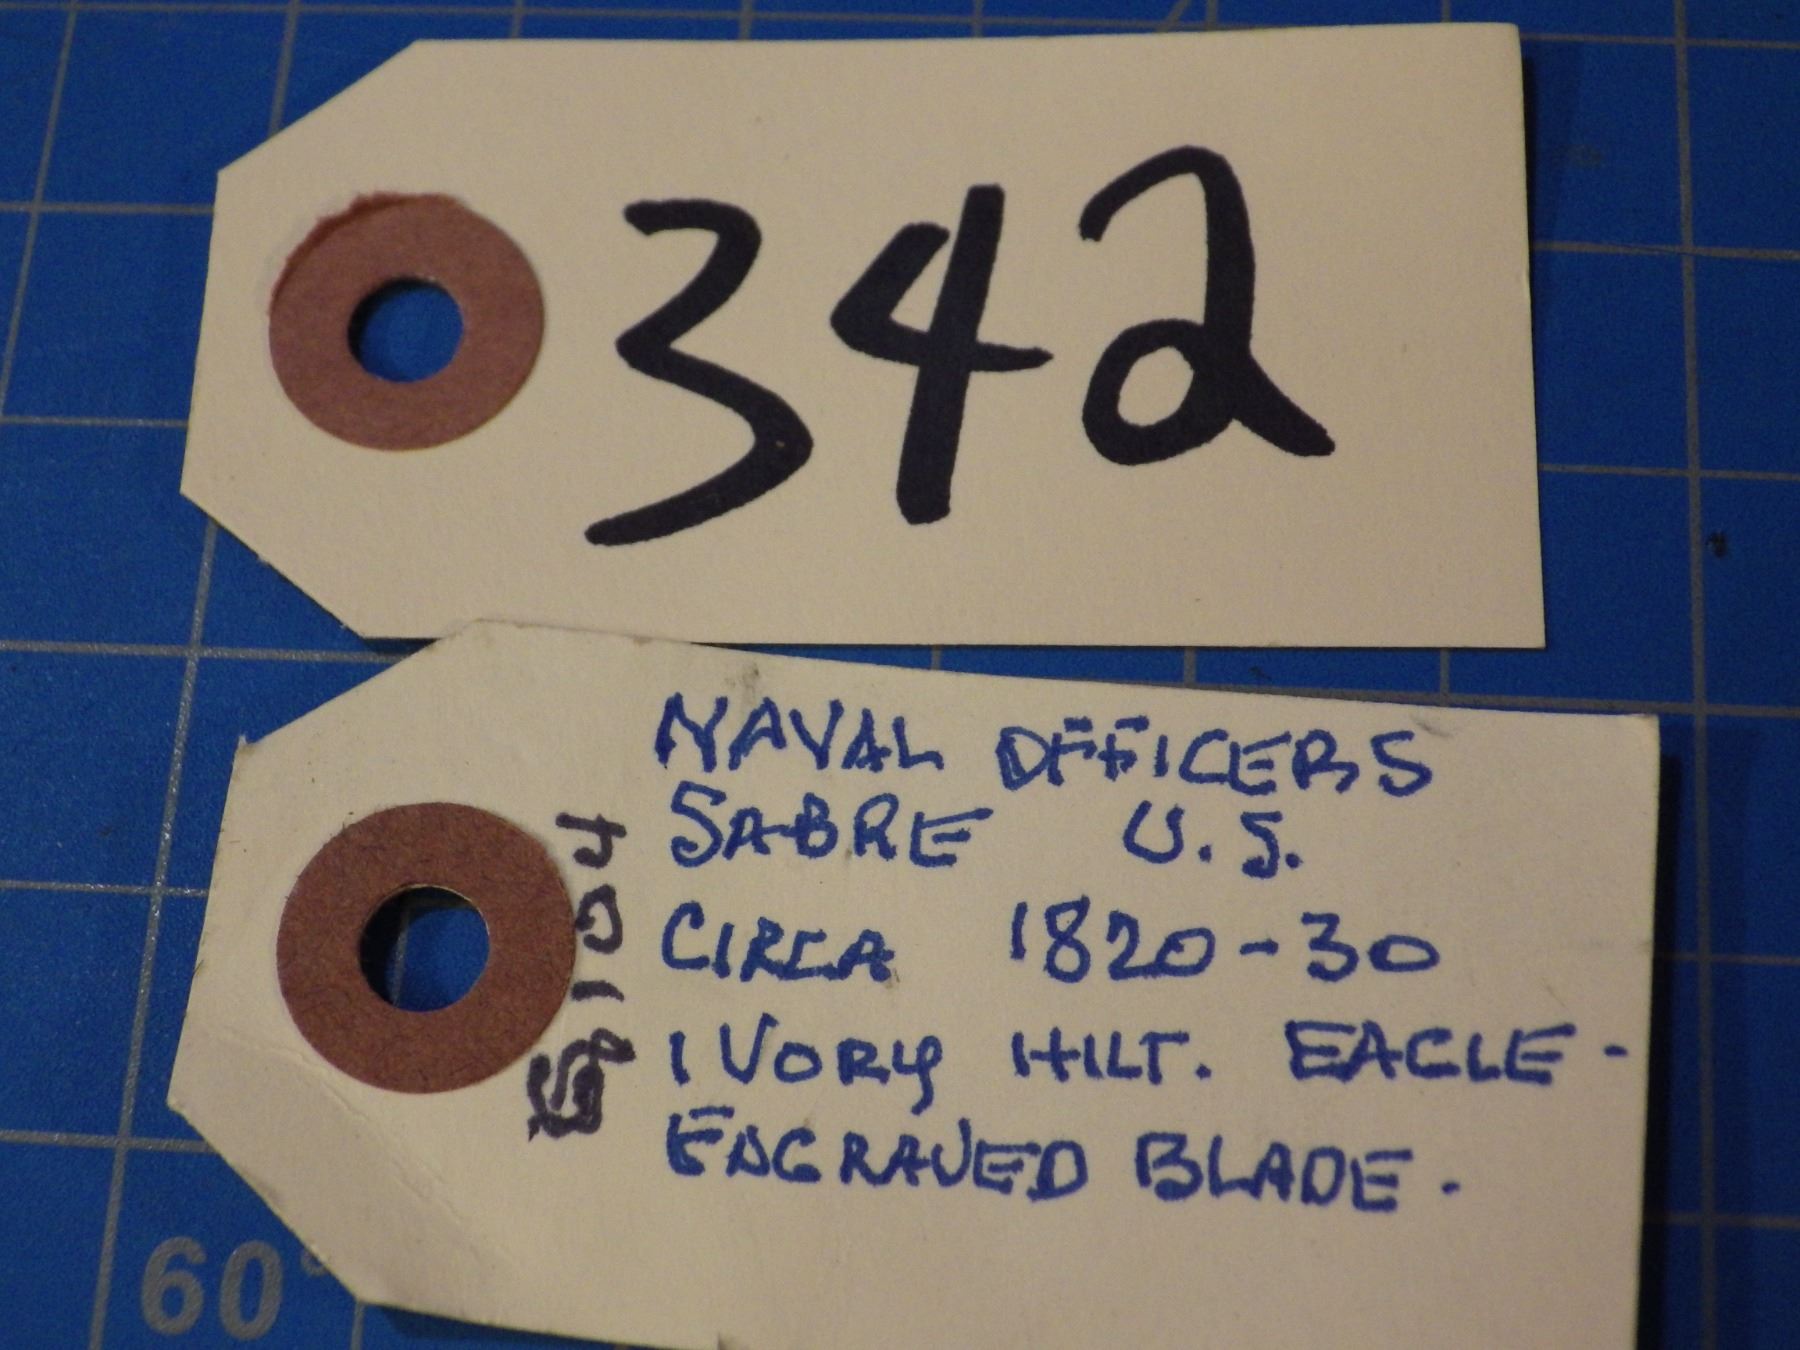 342
NAVAL OFFICERS
SABRE U.S.
CIRCA 1820-30
IVORY HILT. EAGLE-
ENGRAVED BLADE.
60°